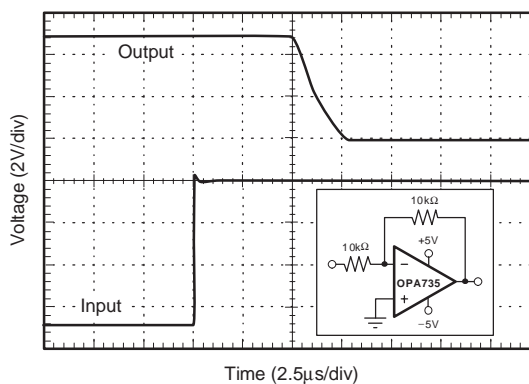 Output
Voltage (2V/div)
10kΩ
10kΩ
+5V
−
OPA735
+
−5V
Input
Time (2.5μs/div)